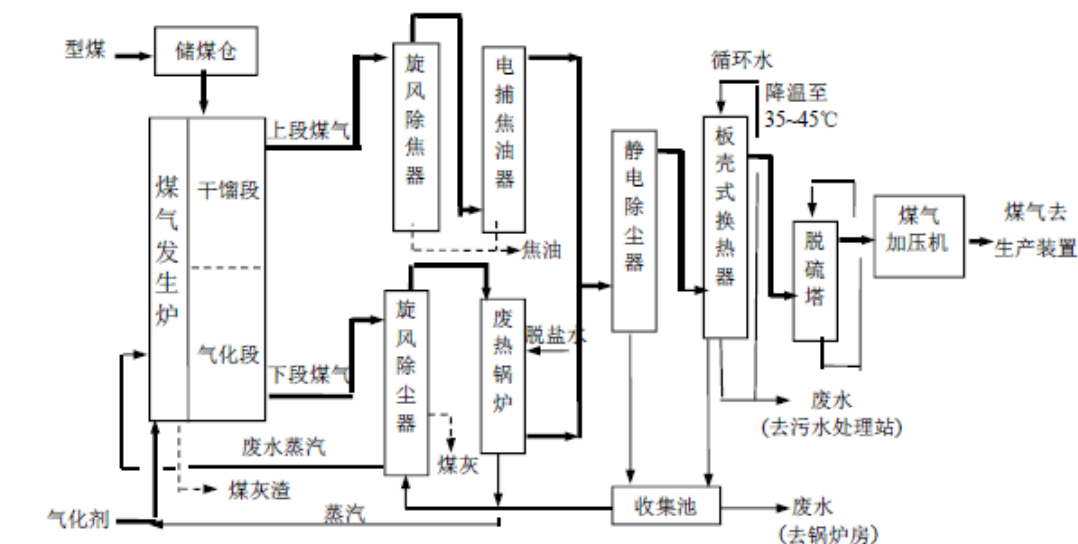 型煤
储煤仓
煤气发生炉
干馏段
气化段
上段煤气
下段煤气
旋风除焦器
电捕焦油器
焦油
旋风除尘器
废热锅炉
脱盐水
煤灰
废水蒸汽
煤灰渣
气化剂
蒸汽
静电除尘器
循环水
降温至
35~45℃
板壳式换热器
脱硫塔
煤气
加压机
煤气去
生产装置
废水
(去污水处理站)
收集池
废水
(去锅炉房)